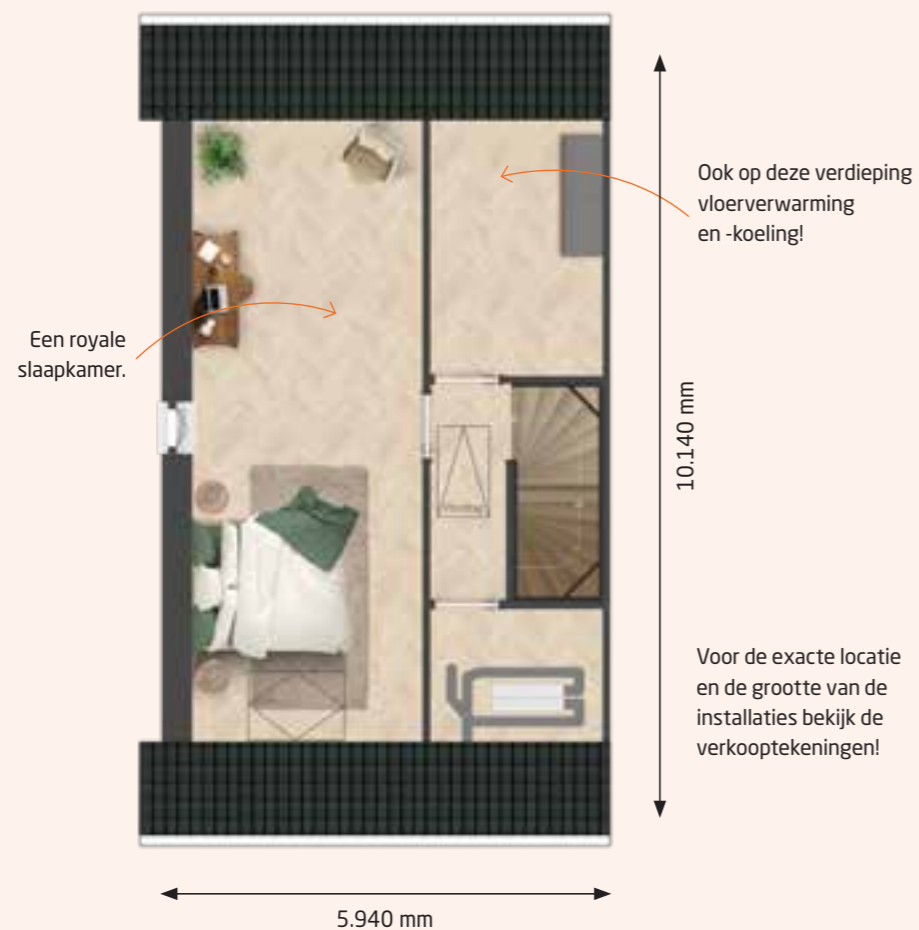 Ook op deze verdieping
vloerverwarming
en -koeling!
Een royale
slaapkamer.
10.140 mm
Voor de exacte locatie
en de grootte van de
installaties bekijk de
verkooptekeningen!
5.940 mm